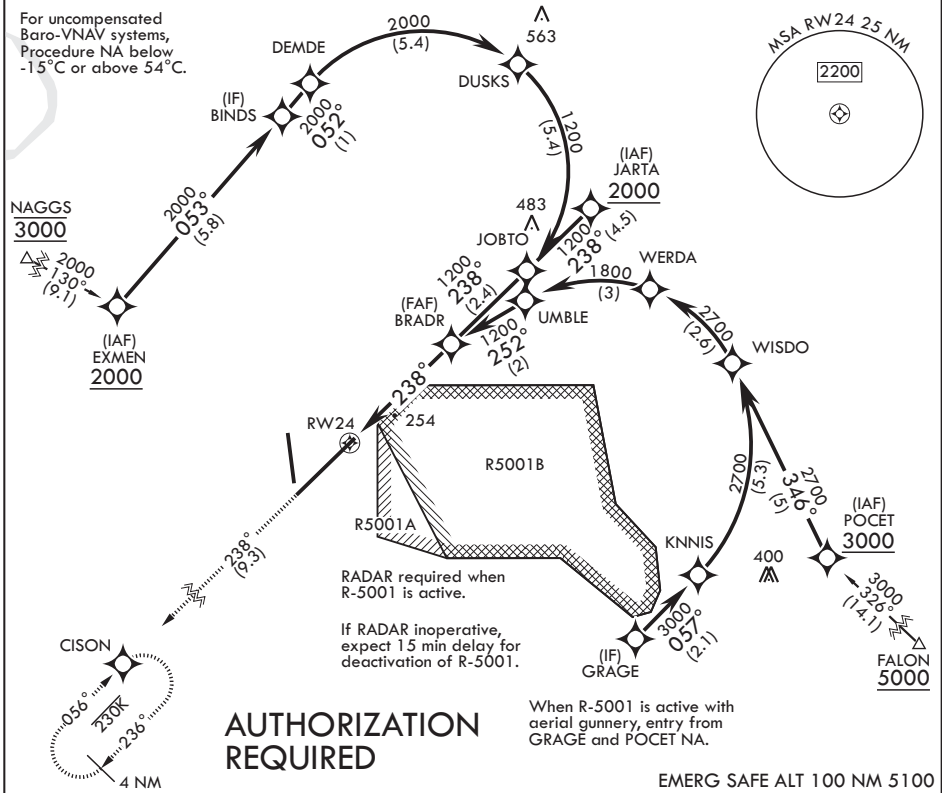 For uncompensated
Baro-VNAV systems,
Procedure NA below
-15°C or above 54°C.
DEMDE
2000
(5.4)
563
DUSKS
MSA RW24 25 NM
2200
(IF)
BINDS
2000
052°
(1)
1200
(5.4)
(IAF)
JARTA
2000
2000
053°
(5.8)
NAGGS
3000
2000
130°
(9.1)
(IAF)
EXMEN
2000
483
JOBTO
1200
238°
(4.5)
1200
238°
(2.4)
WERDA
1800
(3)
(FAF)
BRADR
UMBLE
1200
252°
(2)
2700
(2.6)
WISDO
238°
254
RW24
R5001B
R5001A
2700
(5.3)
2700
346°
(5)
(IAF)
POCET
3000
KNNIS
400
238°
(9.3)
RADAR required when
R-5001 is active.
If RADAR inoperative,
expect 15 min delay for
deactivation of R-5001.
3000
057°
(2.1)
(IF)
GRAGE
3000
326°
(14.1)
FALON
5000
CISON
056°
230K
236°
4 NM
AUTHORIZATION
REQUIRED
When R-5001 is active with
aerial gunnery, entry from
GRAGE and POCET NA.
EMERG SAFE ALT 100 NM 5100